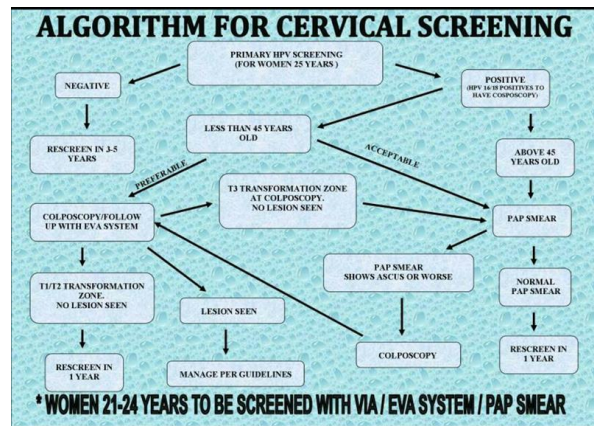 ALGORITHM FOR CERVICAL SCREENING
PRIMARY HPV SCREENING
(FOR WOMEN 25 YEARS )
NEGATIVE
POSITIVE
(HPV 16/18 POSITIVES TO
HAVE COSPOSCOPY)
RESCREEN IN 3-5
YEARS
LESS THAN 45 YEARS
OLD
ABOVE 45
YEARS OLD
PREFERABLE
ACCEPTABLE
COLPOSCOPY/FOLLOW
UP WITH EVA SYSTEM
T3 TRANSFORMATION ZONE
AT COLPOSCOPY.
NO LESION SEEN
PAP SMEAR
T1/T2 TRANSFORMATION
ZONE.
NO LESION SEEN
LESION SEEN
PAP SMEAR
SHOWS ASCUS OR WORSE
NORMAL
PAP SMEAR
RESCREEN IN
1 YEAR
MANAGE PER GUIDELINES
COLPOSCOPY
RESCREEN IN
1 YEAR
* WOMEN 21-24 YEARS TO BE SCREENED WITH VIA / EVA SYSTEM / PAP SMEAR